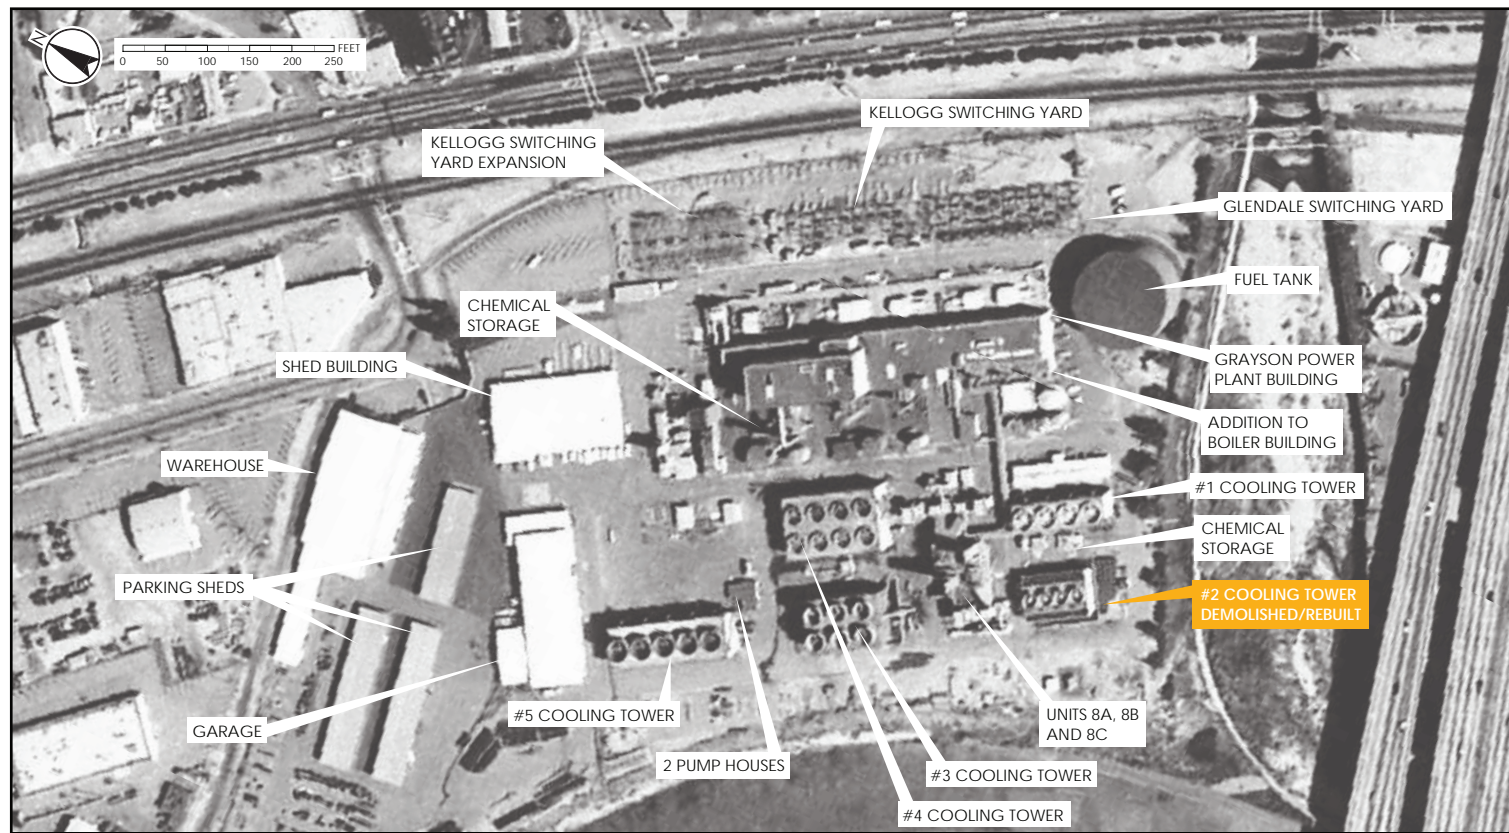 N
FEET
0 50 100 150 200 250
KELLOGG SWITCHING YARD
KELLOGG SWITCHING
YARD EXPANSION
GLENDALE SWITCHING YARD
FUEL TANK
CHEMICAL
STORAGE
GRAYSON POWER
PLANT BUILDING
SHED BUILDING
ADDITION TO
BOILER BUILDING
WAREHOUSE
#1 COOLING TOWER
CHEMICAL
STORAGE
PARKING SHEDS
#2 COOLING TOWER
DEMOLISHED/REBUILT
GARAGE
#5 COOLING TOWER
UNITS 8A, 8B
AND 8C
2 PUMP HOUSES
#3 COOLING TOWER
#4 COOLING TOWER